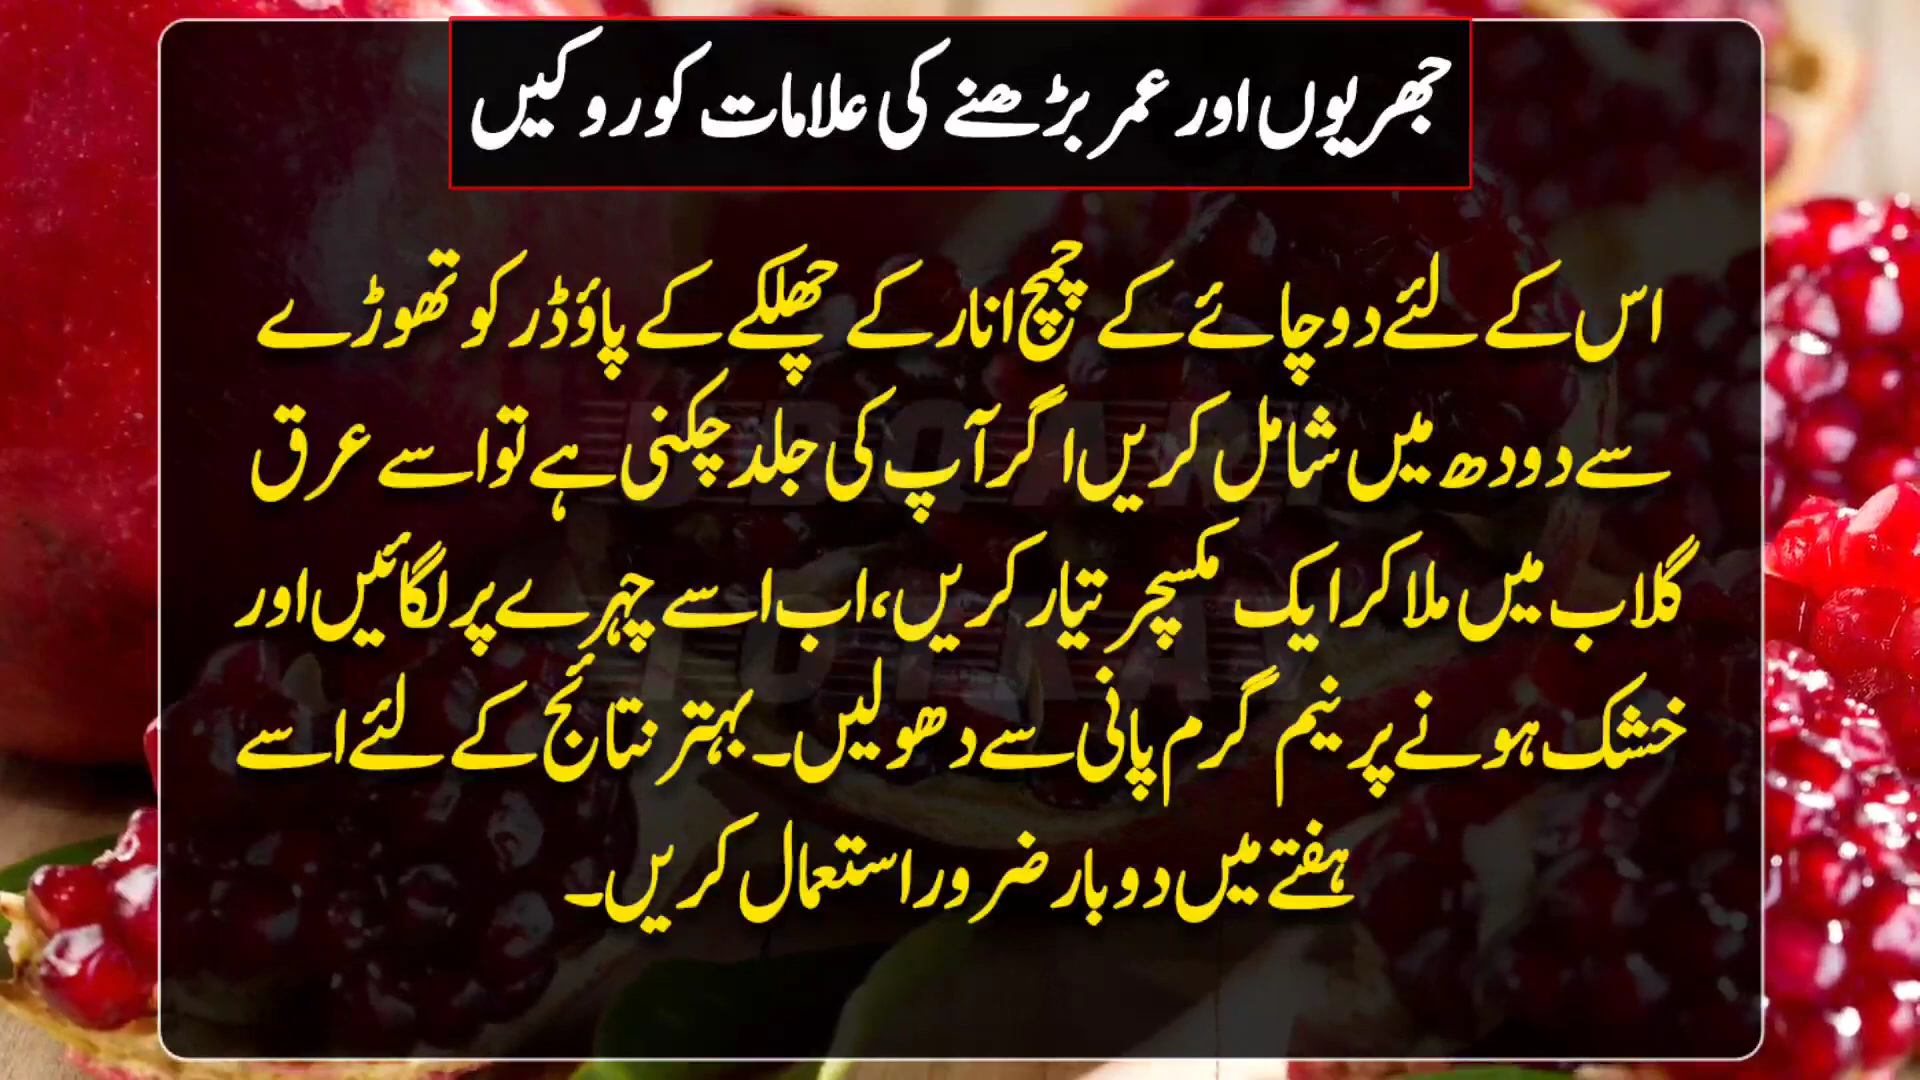 جھریوں اور عمر بڑھنے کی علامات کو روکیں
اس کے لئے دو چائے کے چمچ انار کے چھلکے کے پاؤڈر کو تھوڑے
سے دودھ میں شامل کریں اگر آپ کی جلد چکنی ہے تو اسے عرق
گلاب میں ملا کر ایک مکسچر تیار کریں، اب اسے چہرے پر لگائیں اور
خشک ہونے پر نیم گرم پانی سے دھولیں۔ بہتر نتائج کے لئے اسے
ہفتے میں دو بار ضرور استعمال کریں۔
UBQARI
TOTKAY